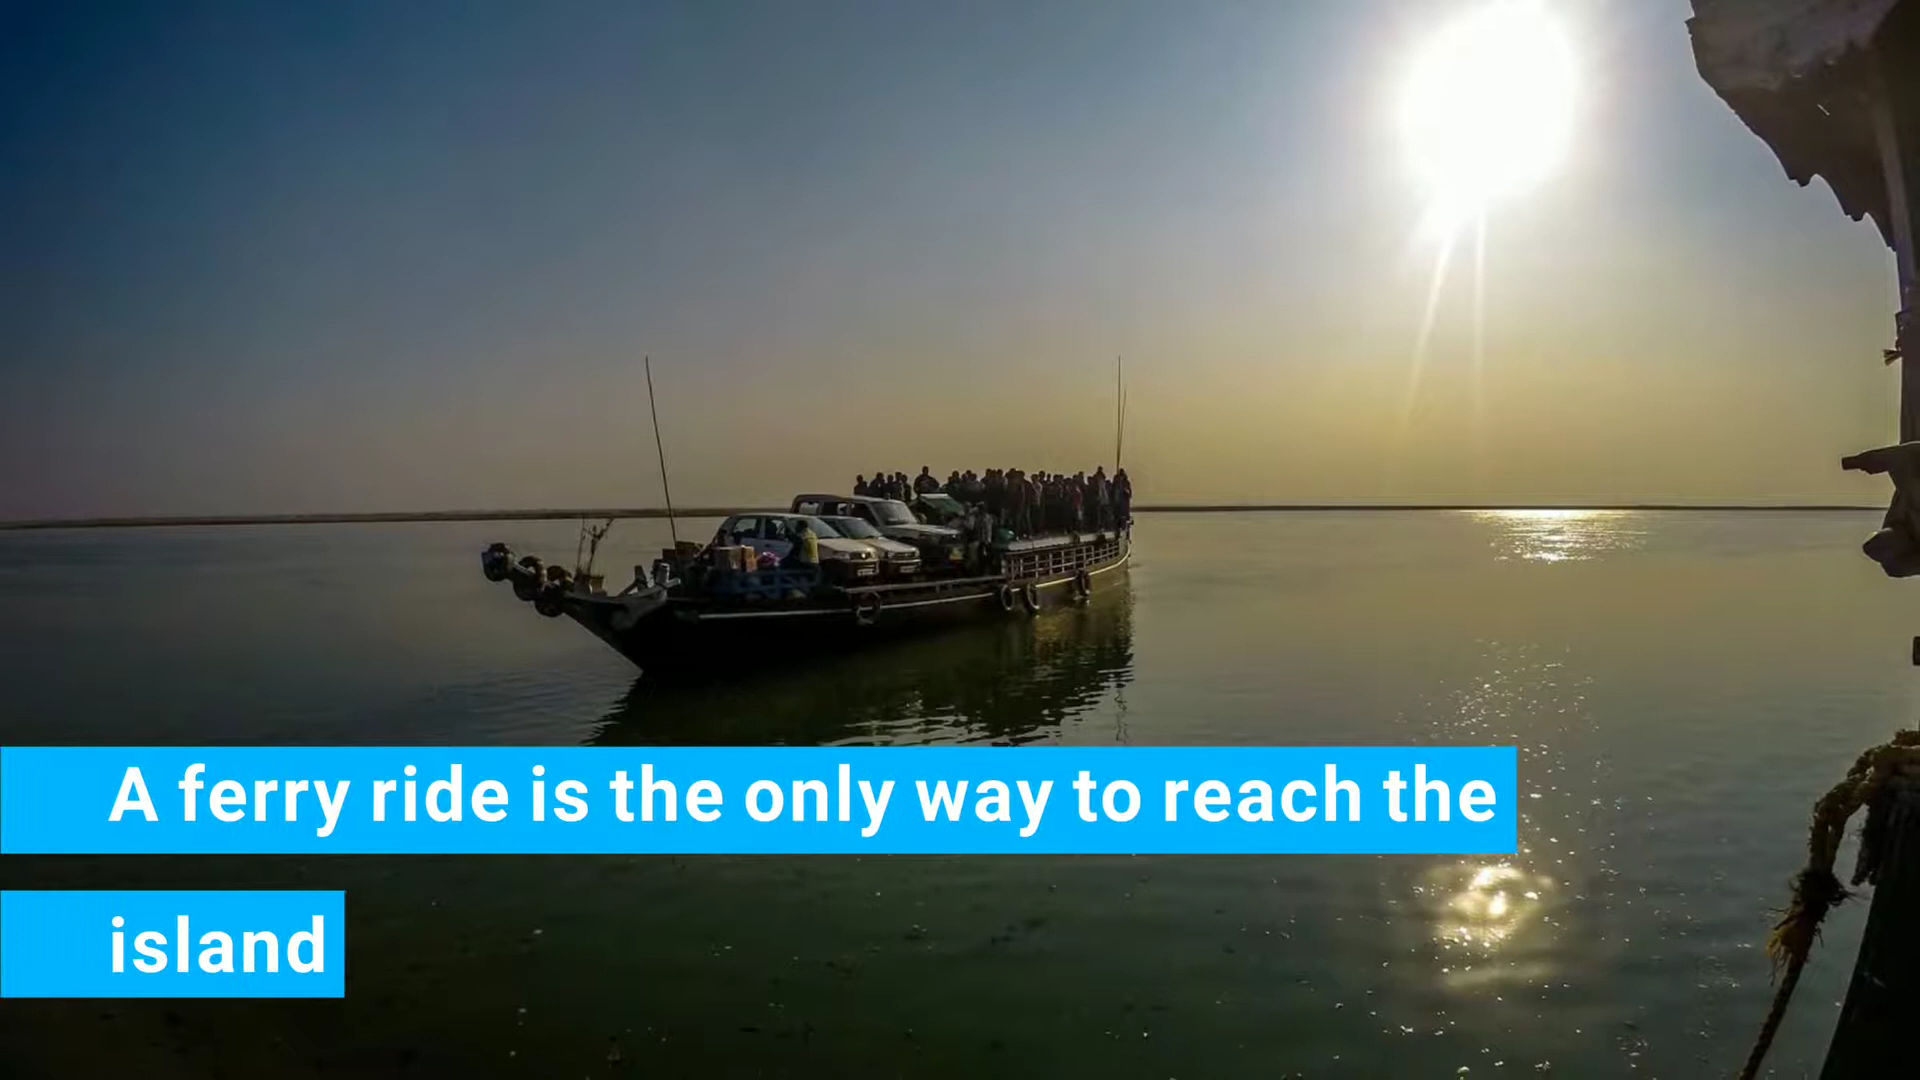 A ferry ride is the only way to reach the
island